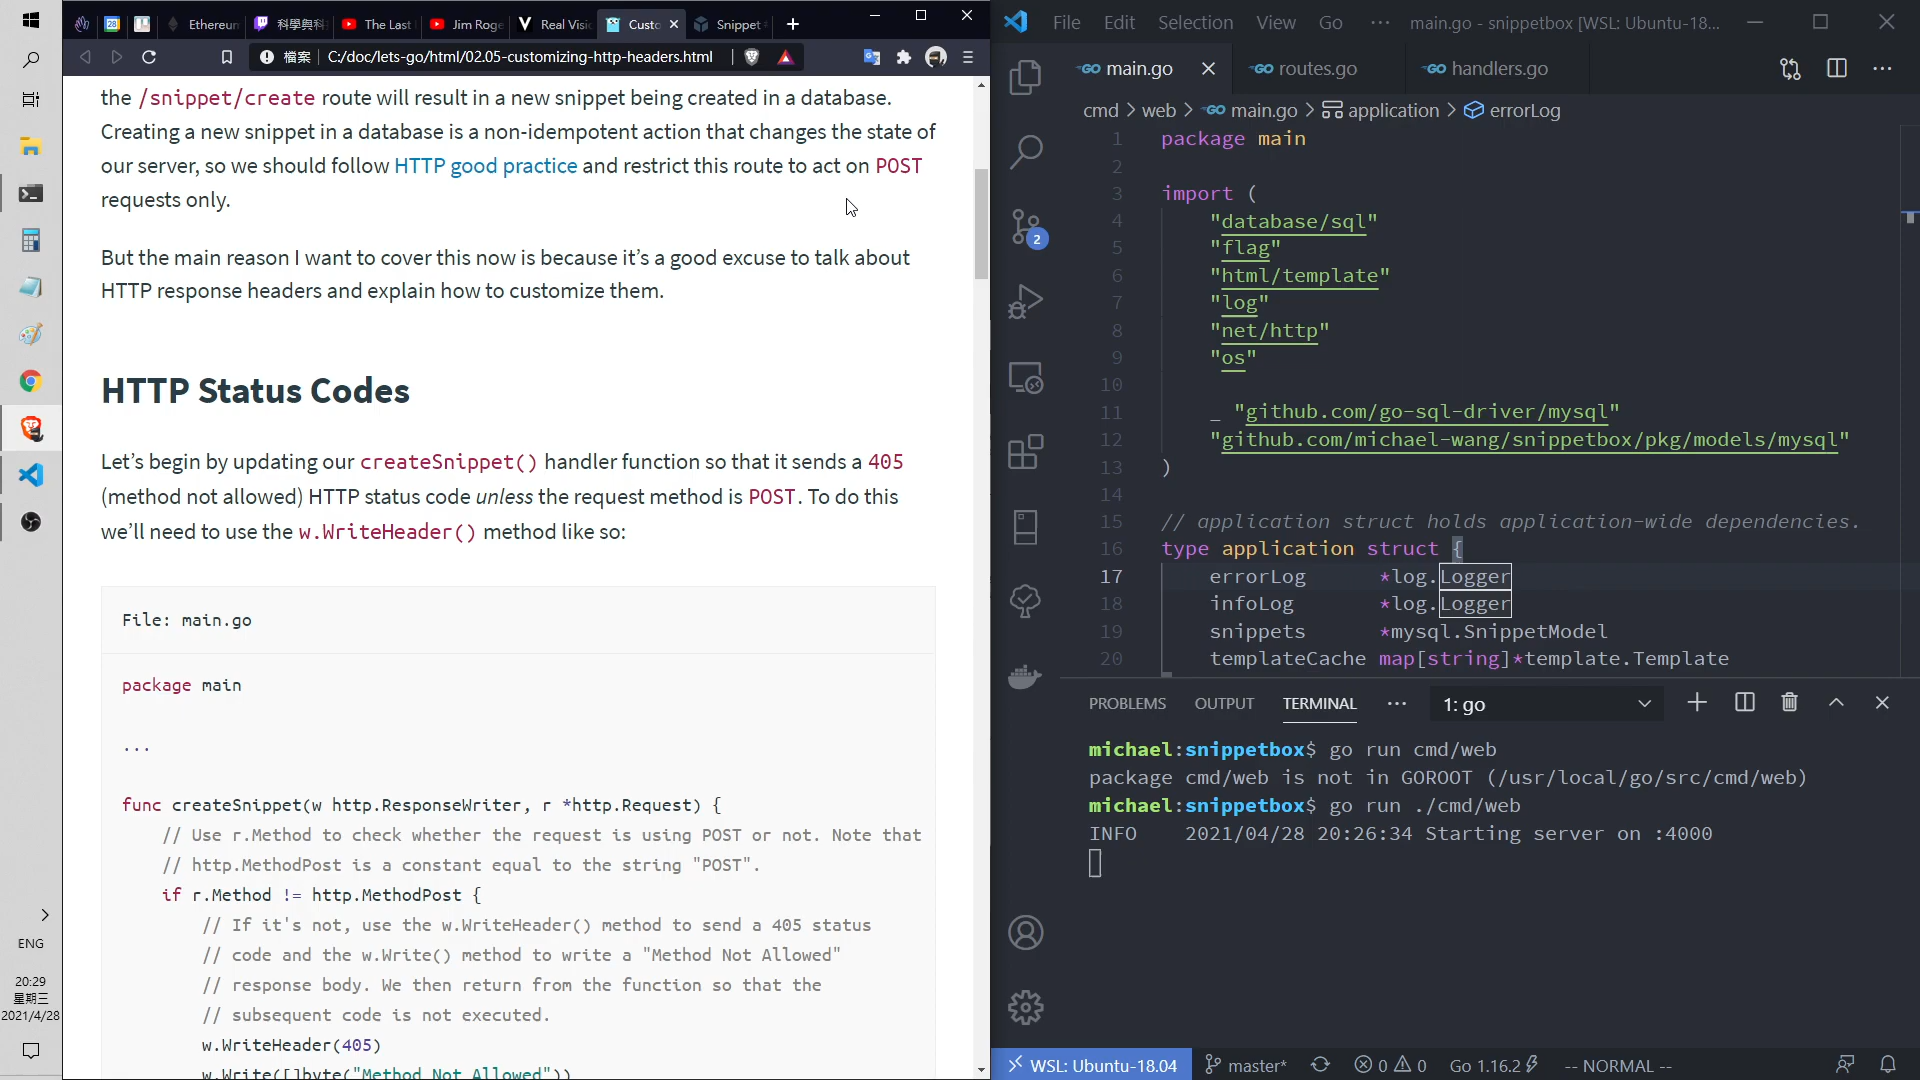 Ethereun
科學與科
The Last
Jim Roge
Real Visio
Custo
Snippet
檔案
C:/doc/lets-go/html/02.05-customizing-http-headers.html
the /snippet/create route will result in a new snippet being created in a database.
Creating a new snippet in a database is a non-idempotent action that changes the state of
our server, so we should follow HTTP good practice and restrict this route to act on POST
requests only.
But the main reason I want to cover this now is because it’s a good excuse to talk about
HTTP response headers and explain how to customize them.
HTTP Status Codes
Let’s begin by updating our createSnippet() handler function so that it sends a 405
(method not allowed) HTTP status code unless the request method is POST. To do this
we’ll need to use the w.WriteHeader() method like so:
File: main.go
package main
...
func createSnippet(w http.ResponseWriter, r *http.Request) {
// Use r.Method to check whether the request is using POST or not. Note that
// http.MethodPost is a constant equal to the string "POST".
if r.Method != http.MethodPost {
// If it's not, use the w.WriteHeader() method to send a 405 status
// code and the w.Write() method to write a "Method Not Allowed"
// response body. We then return from the function so that the
// subsequent code is not executed.
w.WriteHeader(405)
w.Write([]byte("Method Not Allowed"))
ENG
20:29
星期三
2021/4/28
File Edit Selection View Go ··· main.go - snippetbox [WSL: Ubuntu-18...
main.go
routes.go
handlers.go
cmd > web > main.go > application > errorLog
1 package main
2
3 import (
4 "database/sql"
5 "flag"
6 "html/template"
7 "log"
8 "net/http"
9 "os"
10
11 _ "github.com/go-sql-driver/mysql"
12 "github.com/michael-wang/snippetbox/pkg/models/mysql"
13 )
14
15 // application struct holds application-wide dependencies.
16 type application struct {
17 errorLog *log.Logger
18 infoLog *log.Logger
19 snippets *mysql.SnippetModel
20 templateCache map[string]*template.Template
2
PROBLEMS OUTPUT TERMINAL ··· 1: go
michael:snippetbox$ go run cmd/web
package cmd/web is not in GOROOT (/usr/local/go/src/cmd/web)
michael:snippetbox$ go run ./cmd/web
INFO 2021/04/28 20:26:34 Starting server on :4000
WSL: Ubuntu-18.04 master* 0 0 Go 1.16.2 -- NORMAL --